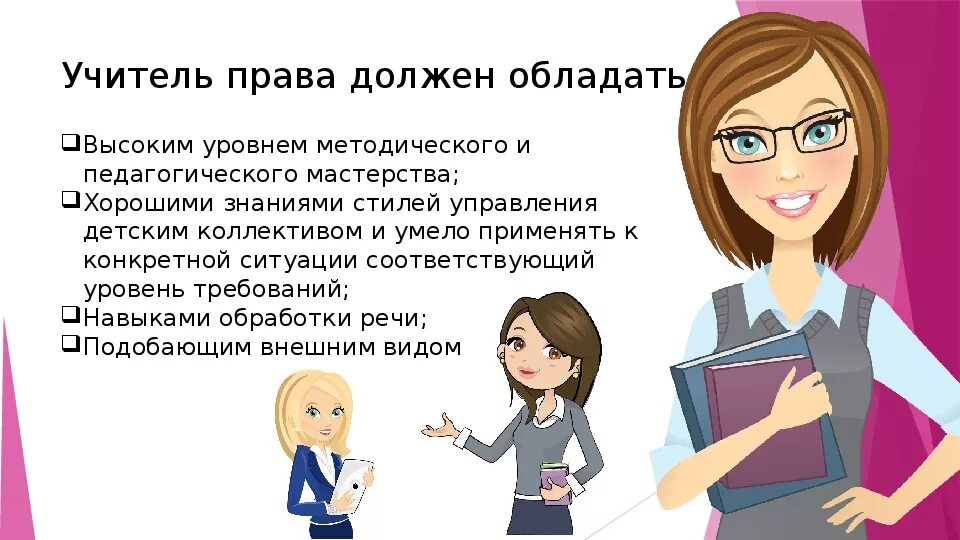 Учитель права должен обладать
❑Высоким уровнем методического и
педагогического мастерства;
❑Хорошими знаниями стилей управления
детским коллективом и умело применять к
конкретной ситуации соответствующий
уровень требований;
❑Навыками обработки речи;
❑Подобающим внешним видом